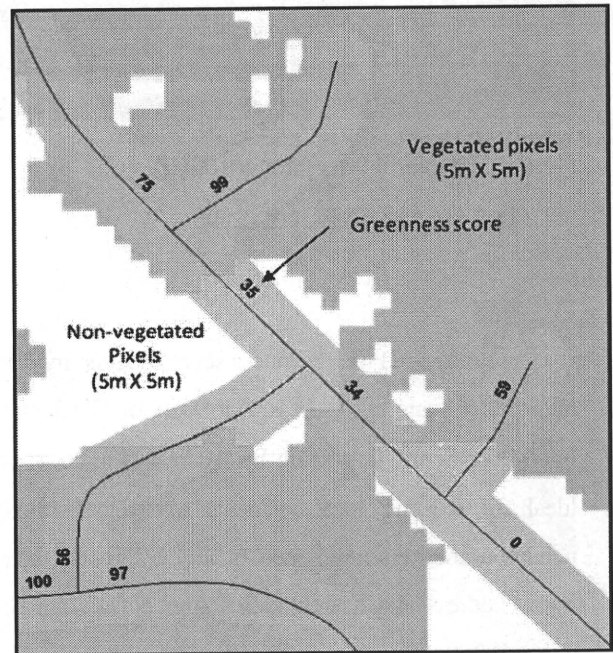 75
99
Vegetated pixels
(5m X 5m)
Greenness score
35
Non-vegetated
Pixels
(5m X 5m)
34
59
0
56
100
97